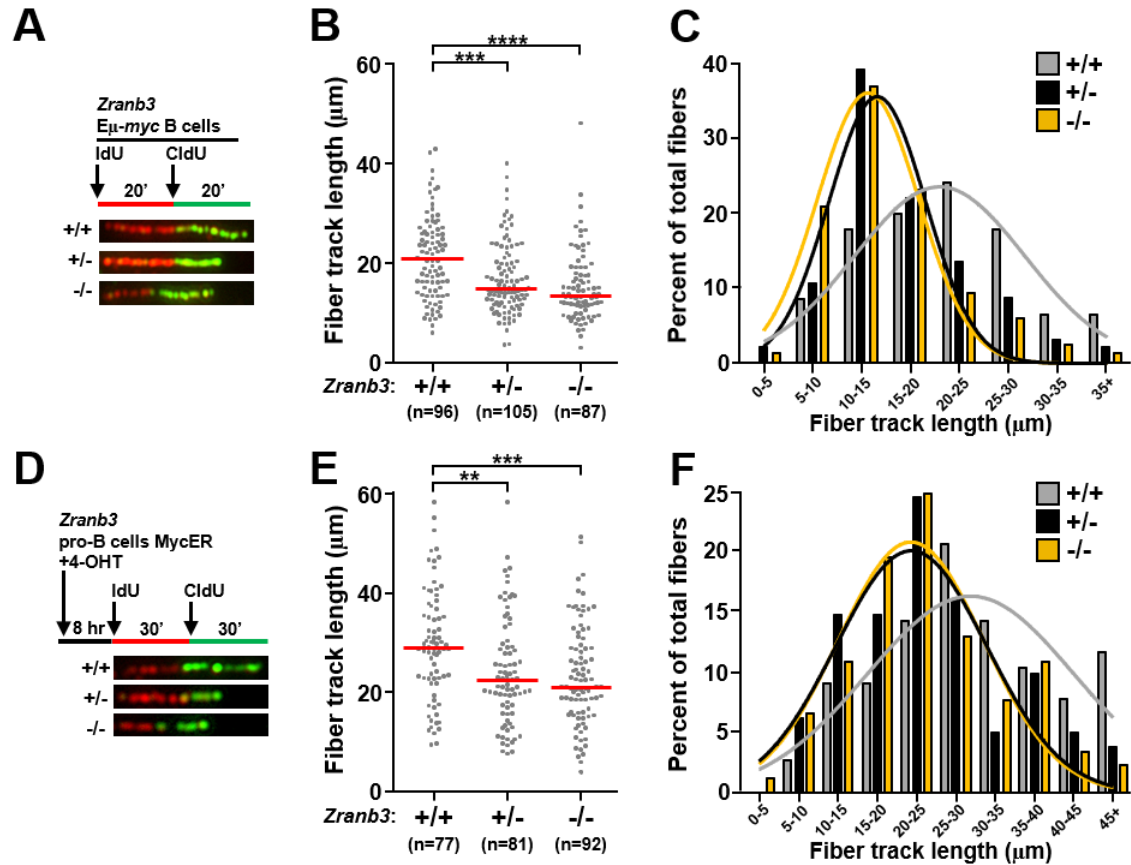 A
Zranb3
Eμ-myc B cells
IdU CldU
20' 20'
+/+
+/-
-/-
B
****
***
Fiber track length (μm)
60
40
20
0
Zranb3: +/+ +/- -/-
(n=96) (n=105) (n=87)
C
+/+
+/-
-/-
Percent of total fibers
40
30
20
10
0
0-5 5-10 10-15 15-20 20-25 25-30 30-35 35+
Fiber track length (μm)
D
Zranb3
pro-B cells MycER
+4-OHT
IdU CldU
8 hr 30' 30'
+/+
+/-
-/-
E
***
**
Fiber track length (μm)
60
40
20
0
Zranb3: +/+ +/- -/-
(n=77) (n=81) (n=92)
F
+/+
+/-
-/-
Percent of total fibers
25
20
15
10
5
0
0-5 5-10 10-15 15-20 20-25 25-30 30-35 35-40 40-45 45+
Fiber track length (μm)